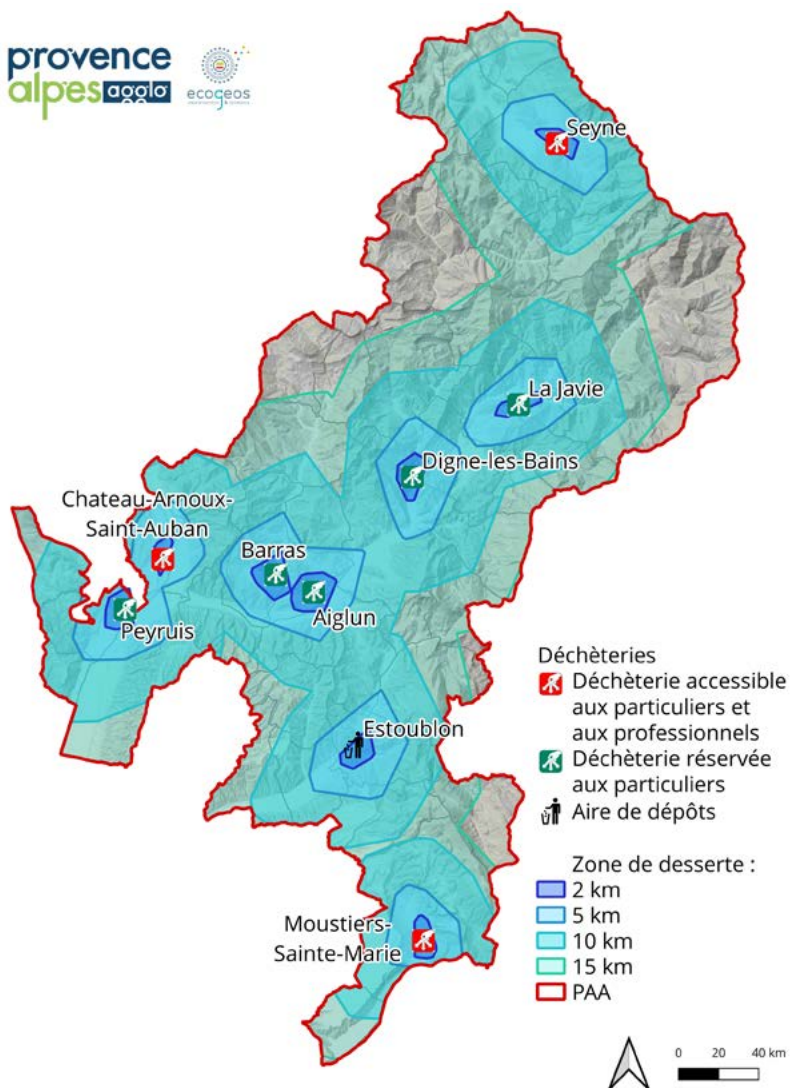 provence
alpes agglo
ecogeos
Seyne
La Javie
Digne-les-Bains
Chateau-Arnoux-
Saint-Auban
Barras
Aiglun
Peyruis
Estoublon
Moustiers-
Sainte-Marie
Déchèteries
Déchèterie accessible
aux particuliers et
aux professionnels
Déchèterie réservée
aux particuliers
Aire de dépôts
Zone de desserte :
2 km
5 km
10 km
15 km
PAA
0 20 40 km